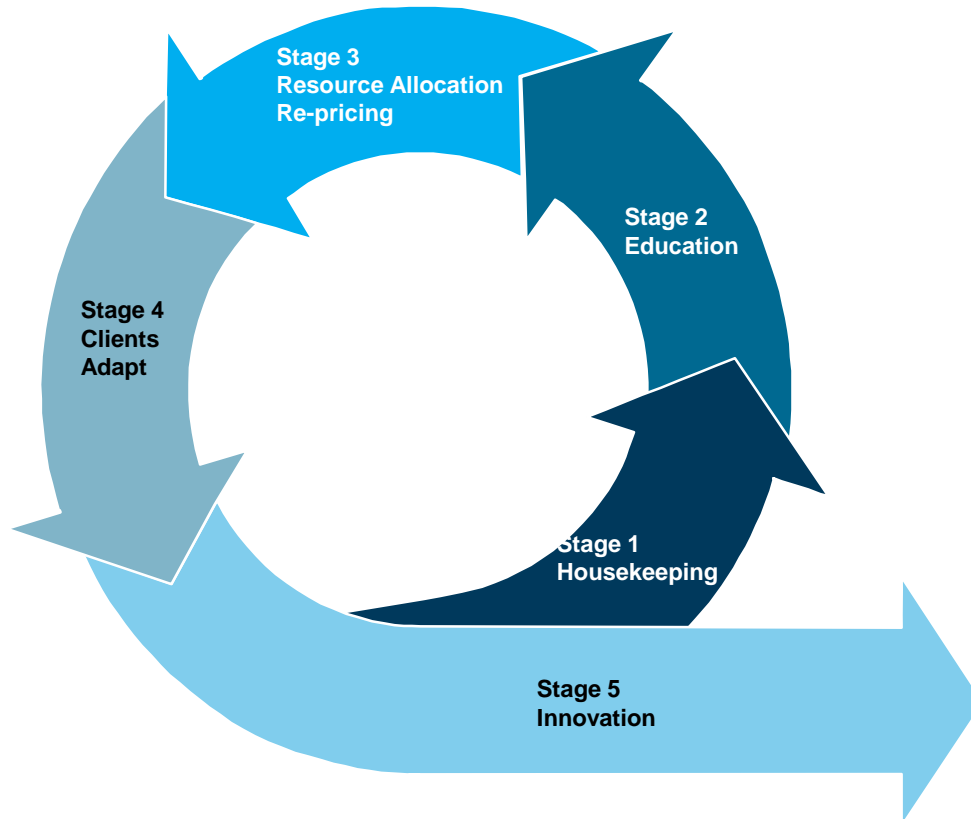 Stage 3
Resource Allocation
Re-pricing
Stage 2
Education
Stage 4
Clients
Adapt
Stage 1
Housekeeping
Stage 5
Innovation